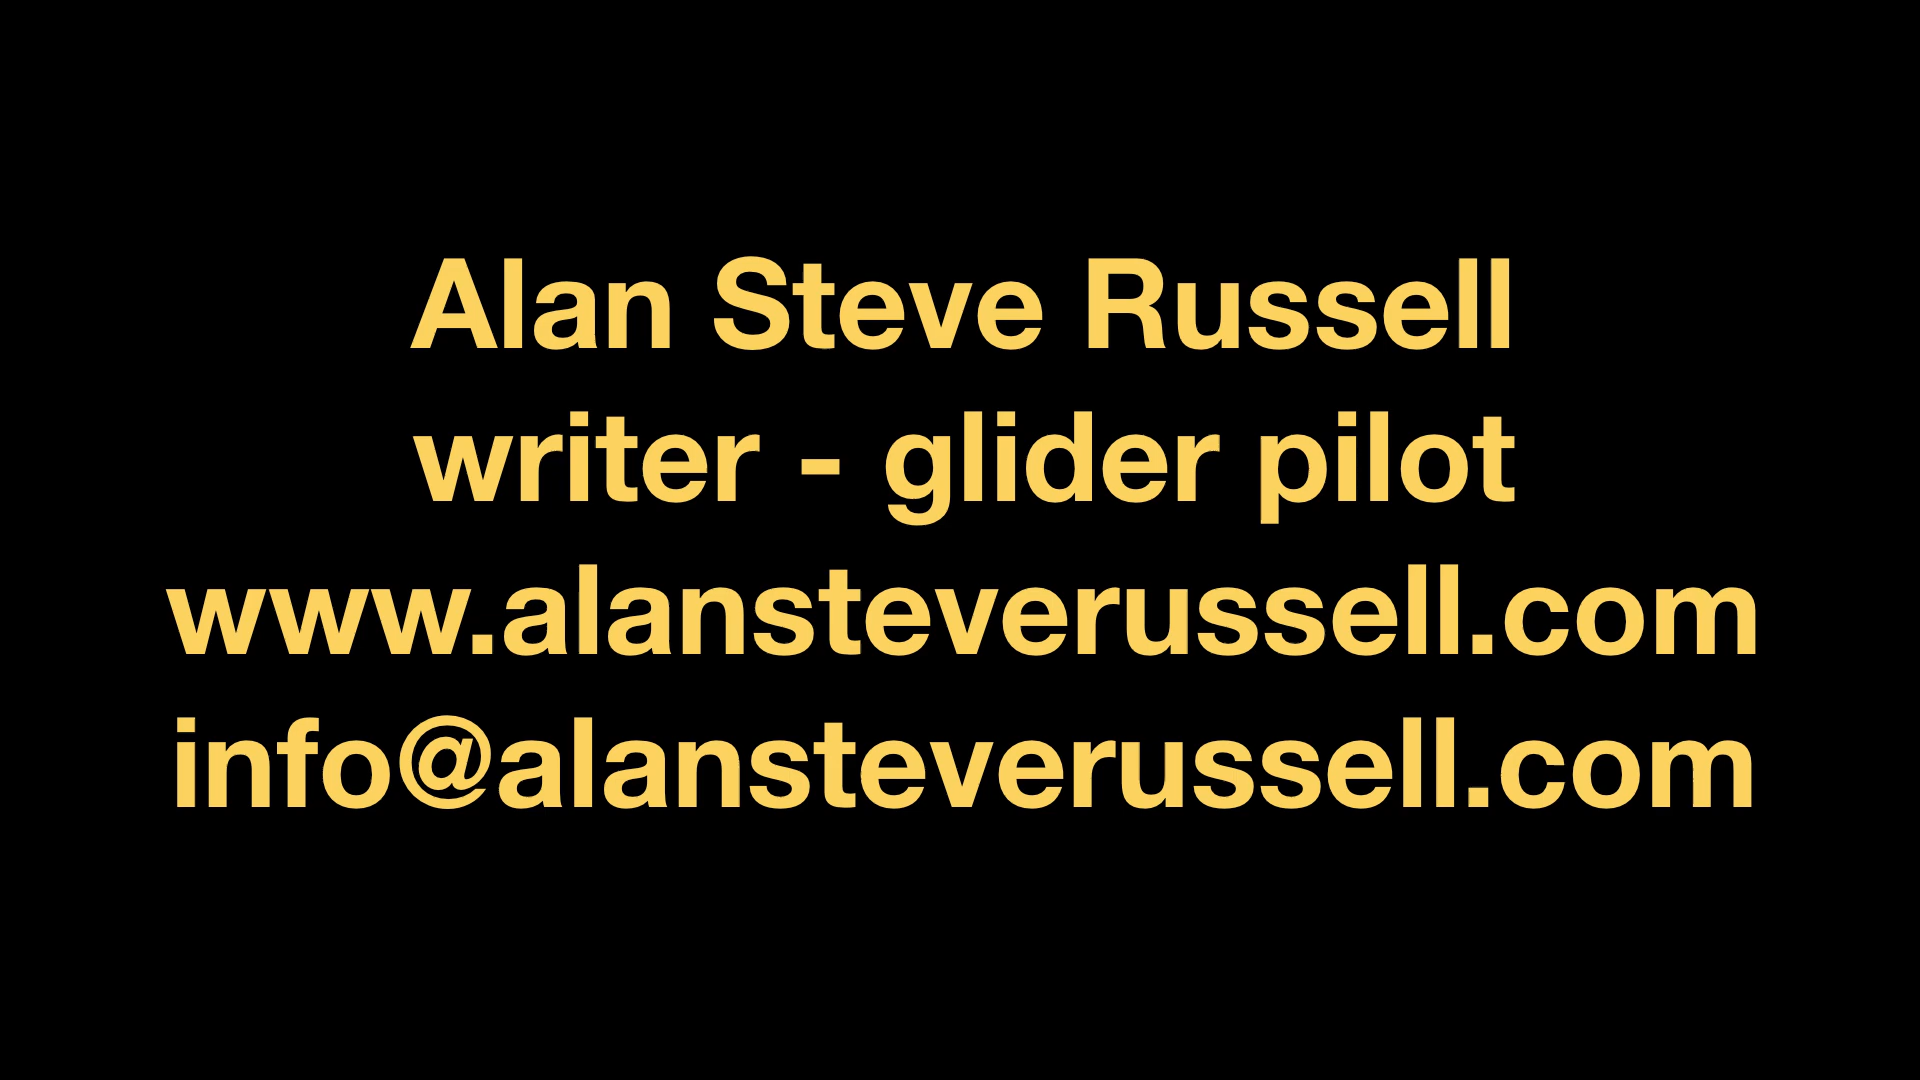 Alan Steve Russell
writer - glider pilot
www.alansteverussell.com
info@alansteverussell.com